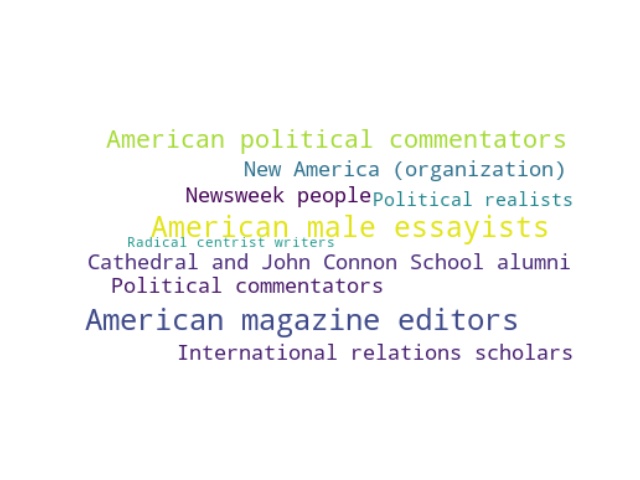 American political commentators
New America (organization)
Newsweek people
Political realists
American male essayists
Radical centrist writers
Cathedral and John Connon School alumni
Political commentators
American magazine editors
International relations scholars